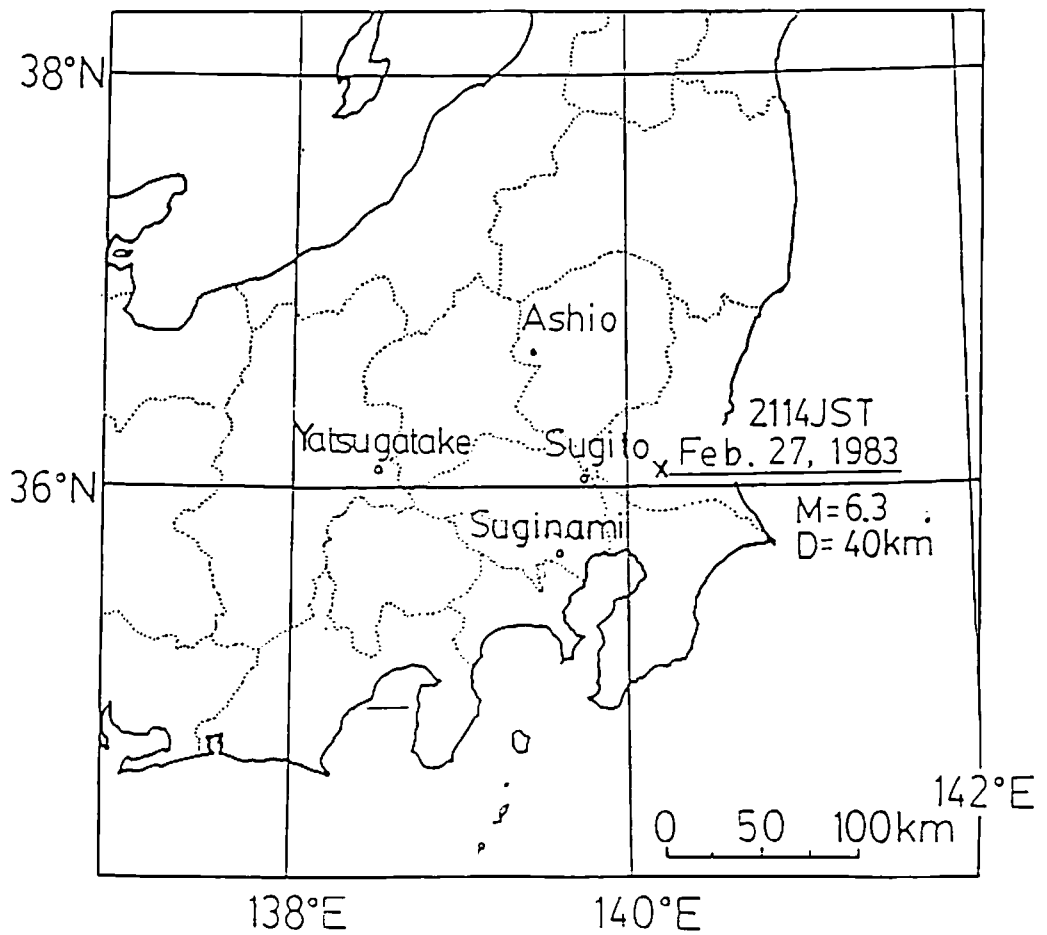 38°N
Ashio
2114JST
Yatsugatake
Sugito
x Feb. 27, 1983
36°N
Suginami
M=6.3
D=40km
142°E
0 50 100km
138°E
140°E